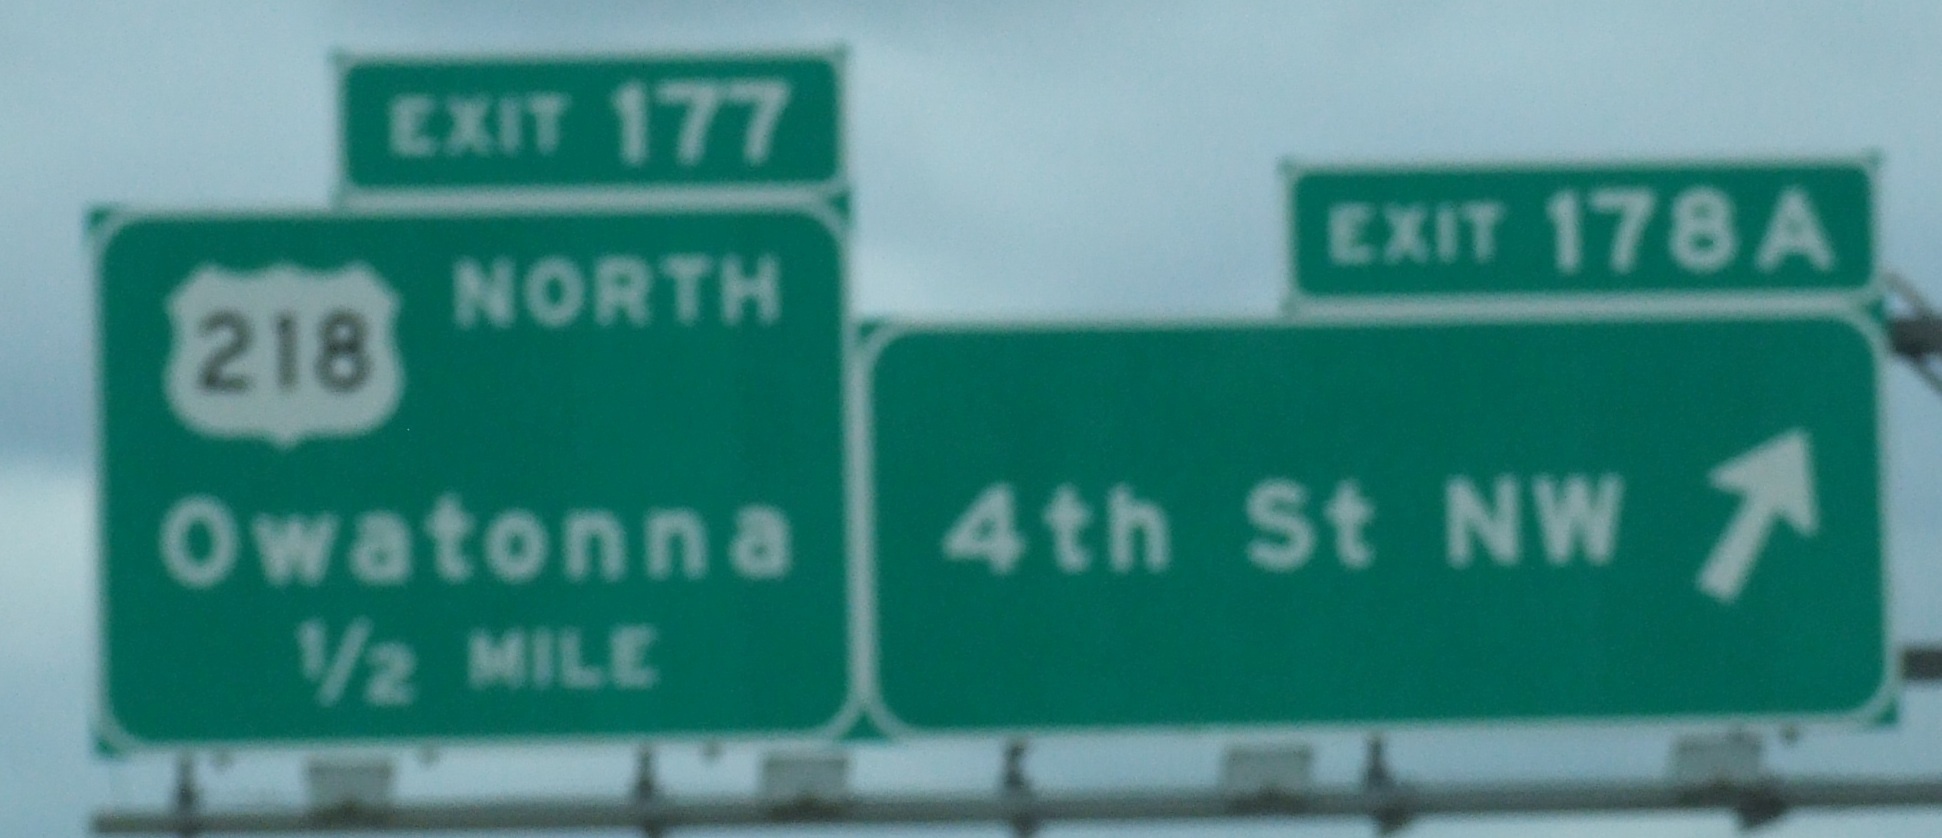 EXIT 177
218 NORTH
Owatonna
1/2 MILE
EXIT 178A
4th St NW